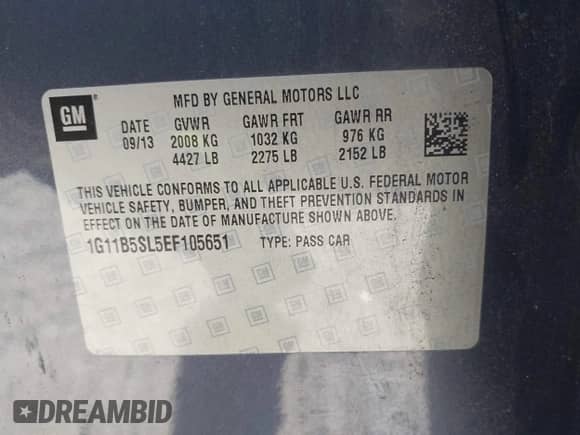 GM
MFD BY GENERAL MOTORS LLC
DATE GVWR GAWR FRT GAWR RR
09/13 2008 KG 1032 KG 976 KG
4427 LB 2275 LB 2152 LB
THIS VEHICLE CONFORMS TO ALL APPLICABLE U.S. FEDERAL MOTOR
VEHICLE SAFETY, BUMPER, AND THEFT PREVENTION STANDARDS IN
EFFECT ON THE DATE OF MANUFACTURE SHOWN ABOVE.
1G11B5SL5EF105651 TYPE: PASS CAR
DREAMBID